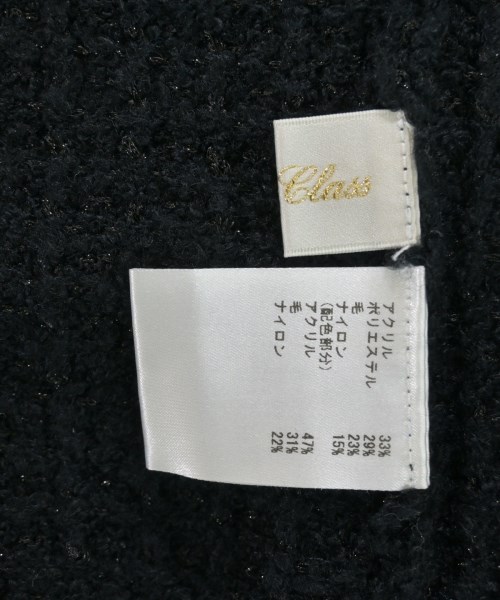 Class
アクリル 33%
ポリエステル 29%
毛 23%
ナイロン 15%
(配色部分)
アクリル 47%
毛 31%
ナイロン 22%